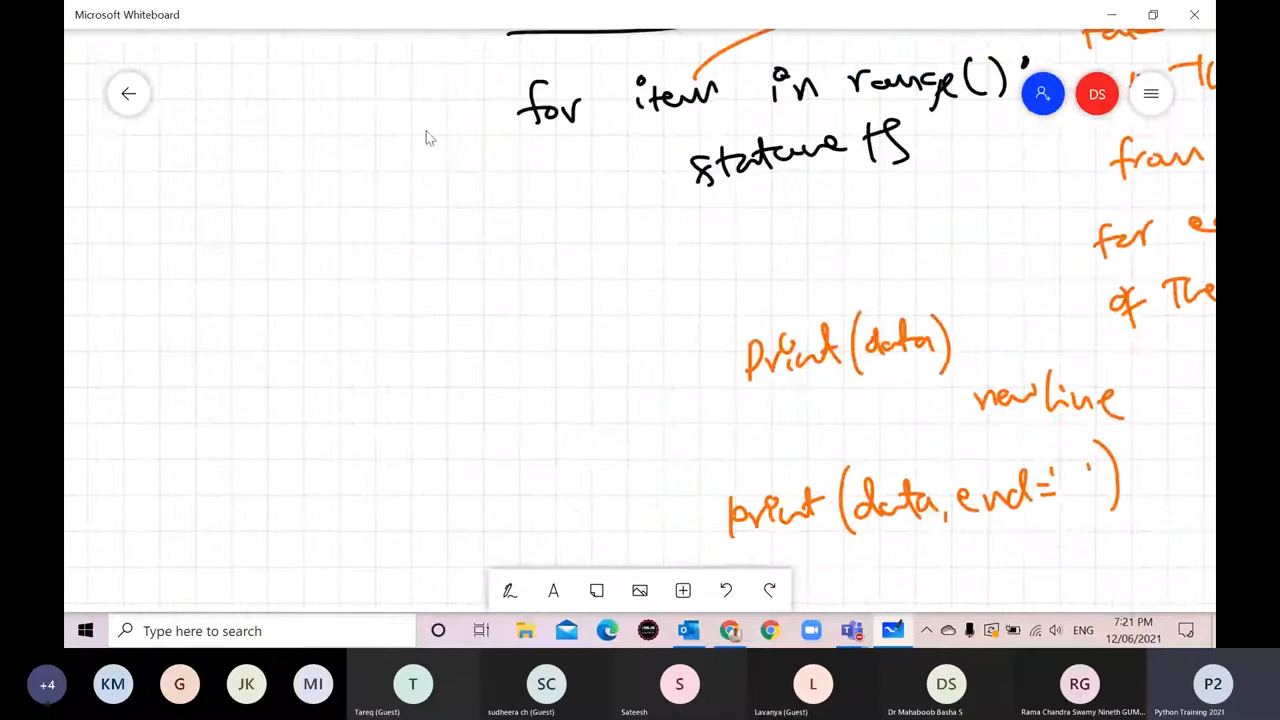 Microsoft Whiteboard
for item in range():
DS
from
for
of The
print(data)
newline
print(data, end=' ')
Type here to search
ENG
7:21 PM
12/06/2021
+4
KM
G
JK
MI
T
SC
S
L
DS
RG
P2
Tareq (Guest)
sudheera ch (Guest)
Sateesh
Lavanya (Guest)
Dr Mahaboob Basha S
Rama Chandra Swamy Nineth GUM...
Python Training 2021